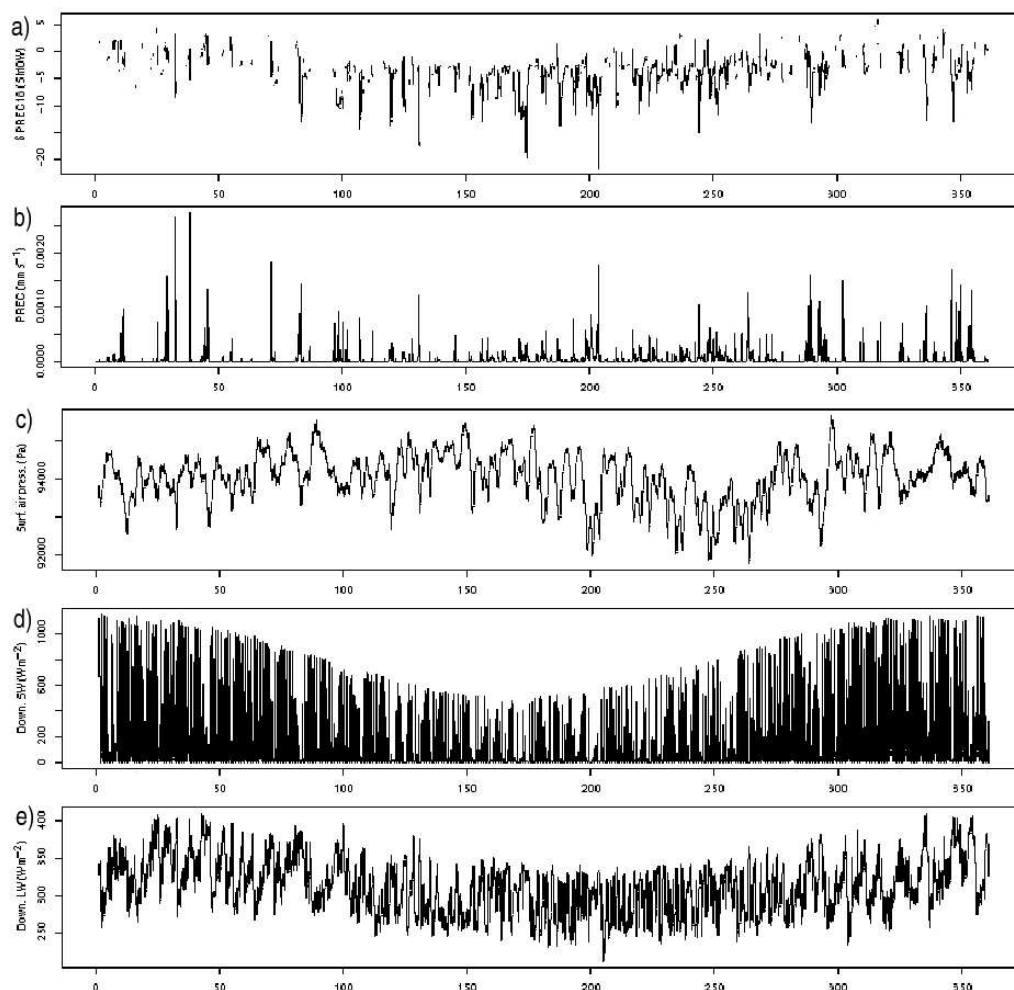 a)
δ PREC 18 (SMOW)
5
0
−5
−10
−20
0 50 100 150 200 250 300 350
b)
PREC (mm s−1)
0.0020
0.0010
0.0000
0 50 100 150 200 250 300 350
c)
Surf. air press. (Pa)
94000
92000
0 50 100 150 200 250 300 350
d)
Down. SW (Wm−2)
1000
600
200
0
0 50 100 150 200 250 300 350
e)
Down. LW (Wm−2)
400
350
300
250
0 50 100 150 200 250 300 350